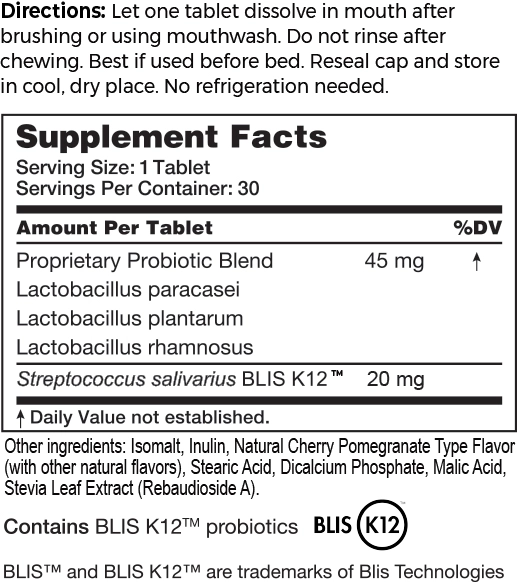 Directions: Let one tablet dissolve in mouth after
brushing or using mouthwash. Do not rinse after
chewing. Best if used before bed. Reseal cap and store
in cool, dry place. No refrigeration needed.
Supplement Facts
Serving Size: 1 Tablet
Servings Per Container: 30
Amount Per Tablet %DV
Proprietary Probiotic Blend 45 mg †
Lactobacillus paracasei
Lactobacillus plantarum
Lactobacillus rhamnosus
Streptococcus salivarius BLIS K12™ 20 mg
† Daily Value not established.
Other ingredients: Isomalt, Inulin, Natural Cherry Pomegranate Type Flavor
(with other natural flavors), Stearic Acid, Dicalcium Phosphate, Malic Acid,
Stevia Leaf Extract (Rebaudioside A).
Contains BLIS K12™ probiotics BLIS K12™
BLIS™ and BLIS K12™ are trademarks of Blis Technologies